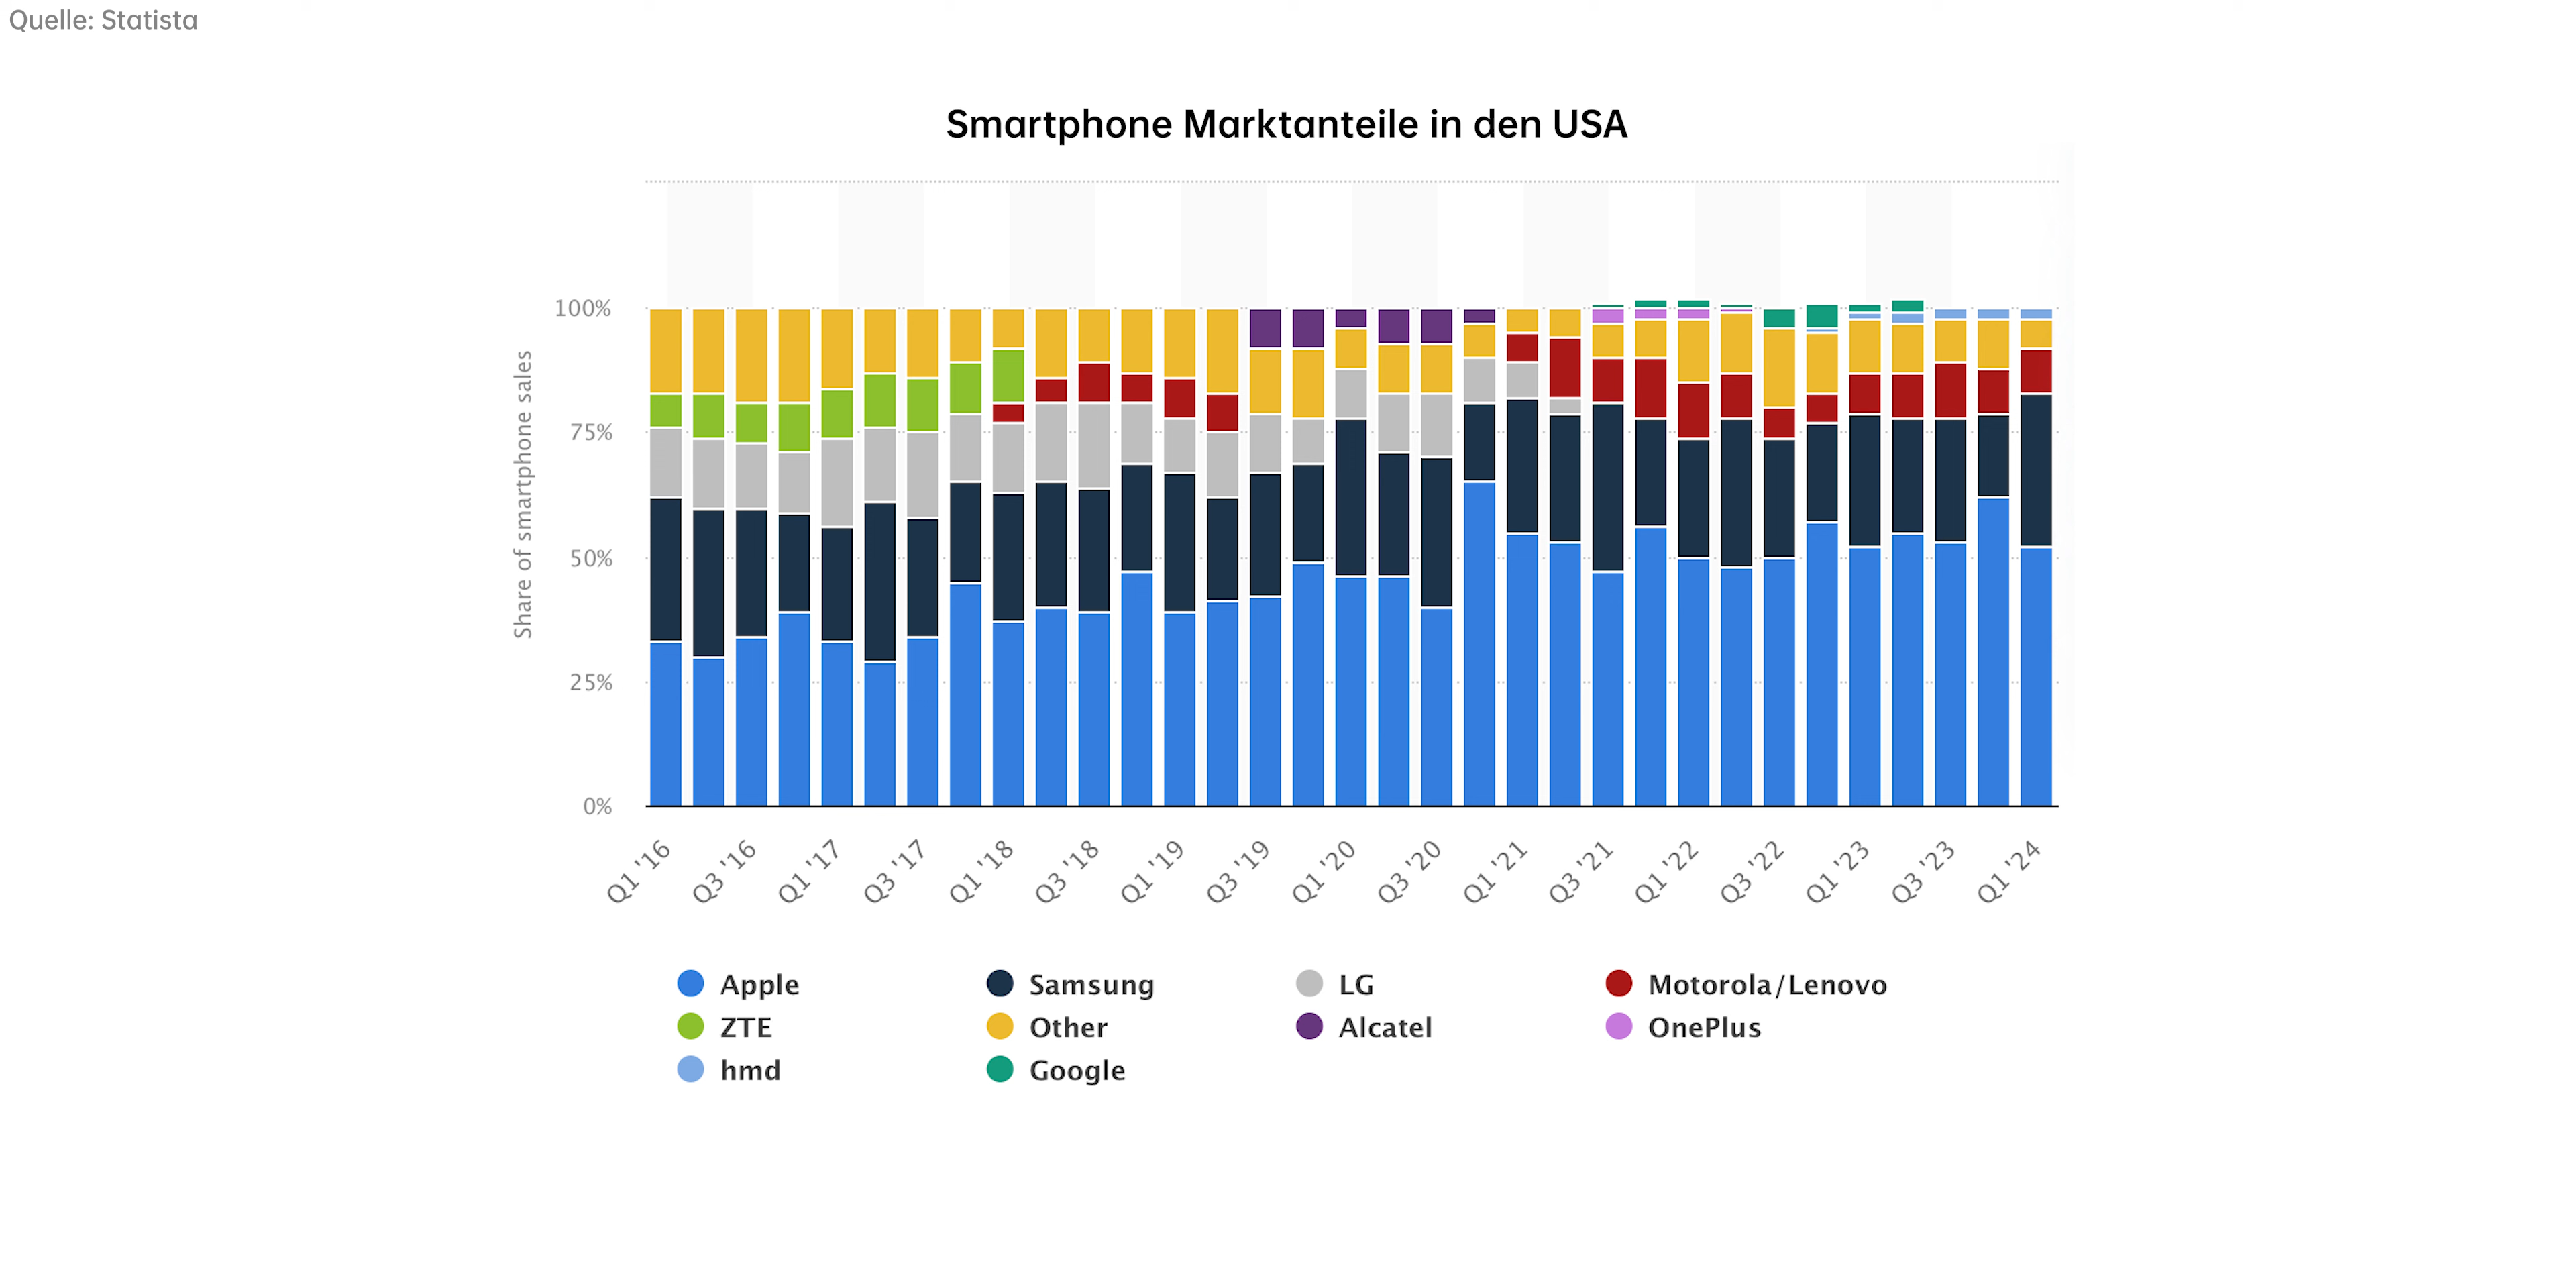 Quelle: Statista
Smartphone Marktanteile in den USA
Share of smartphone sales
100%
75%
50%
25%
0%
Q1 '16 Q3 '16 Q1 '17 Q3 '17 Q1 '18 Q3 '18 Q1 '19 Q3 '19 Q1 '20 Q3 '20 Q1 '21 Q3 '21 Q1 '22 Q3 '22 Q1 '23 Q3 '23 Q1 '24
Apple Samsung LG Motorola/Lenovo
ZTE Other Alcatel OnePlus
hmd Google